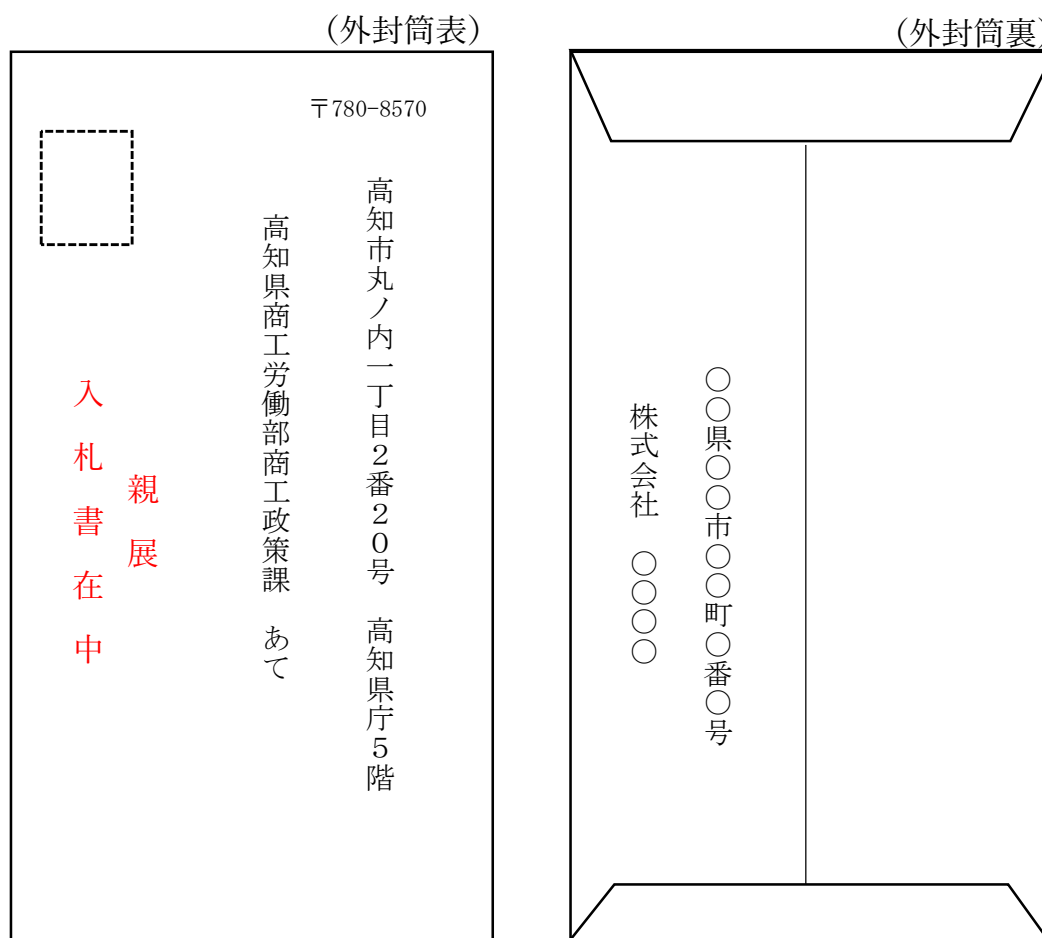 （外封筒表）
〒780-8570
高知市丸ノ内一丁目２番２０号　高知県庁５階
高知県商工労働部商工政策課　あて
親展
入札書在中
（外封筒裏）
○○県○○市○○町○番○号
株式会社　○○○○